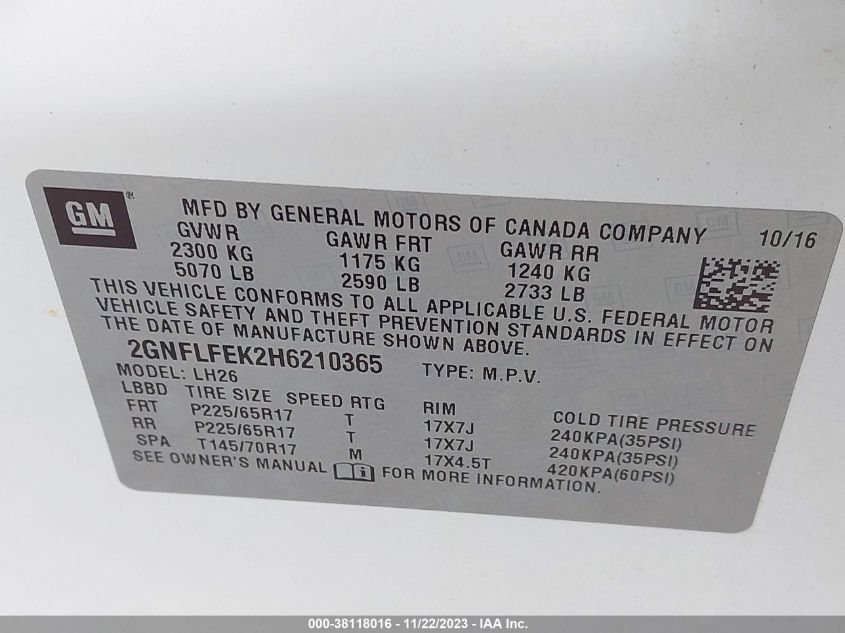 GM ®
MFD BY GENERAL MOTORS OF CANADA COMPANY 10/16
GVWR GAWR FRT GAWR RR
2300 KG 1175 KG 1240 KG
5070 LB 2590 LB 2733 LB
THIS VEHICLE CONFORMS TO ALL APPLICABLE U.S. FEDERAL MOTOR
VEHICLE SAFETY AND THEFT PREVENTION STANDARDS IN EFFECT ON
THE DATE OF MANUFACTURE SHOWN ABOVE.
2GNFLFEK2H6210365 TYPE: M.P.V.
MODEL: LH26
LBBD TIRE SIZE SPEED RTG RIM COLD TIRE PRESSURE
FRT P225/65R17 T 17X7J 240KPA(35PSI)
RR P225/65R17 T 17X7J 240KPA(35PSI)
SPA T145/70R17 M 17X4.5T 420KPA(60PSI)
SEE OWNER'S MANUAL FOR MORE INFORMATION.
000-38118016 - 11/22/2023 - IAA Inc.